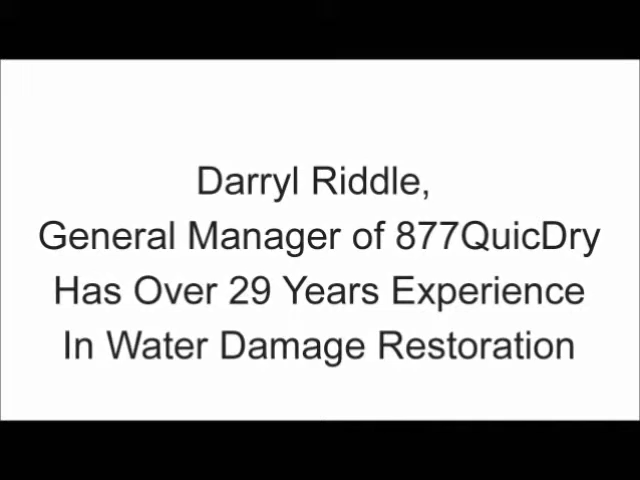 Darryl Riddle,
General Manager of 877QuicDry
Has Over 29 Years Experience
In Water Damage Restoration